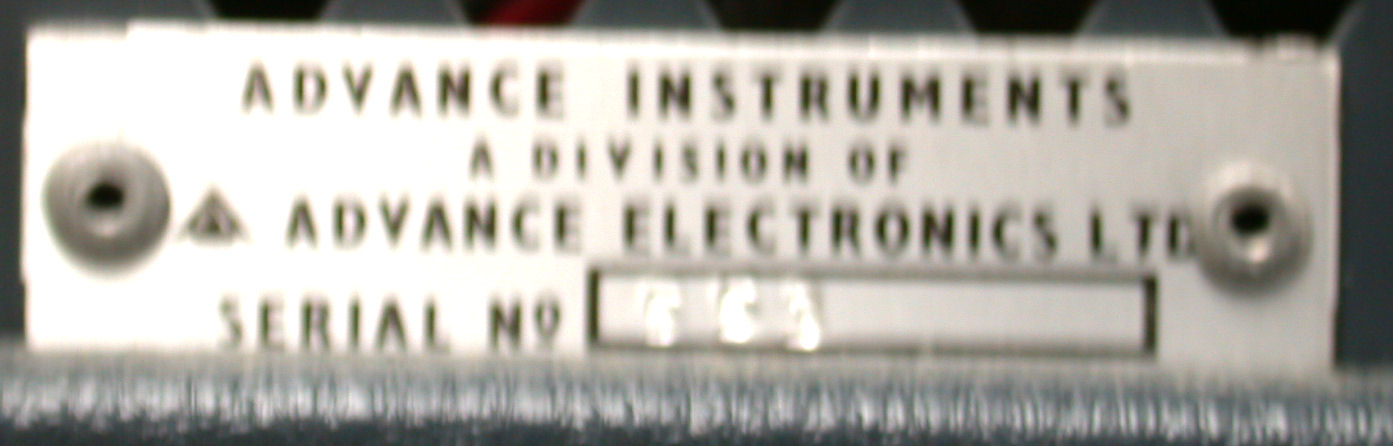 ADVANCE INSTRUMENTS
A DIVISION OF
ADVANCE ELECTRONICS LTD
SERIAL Nº